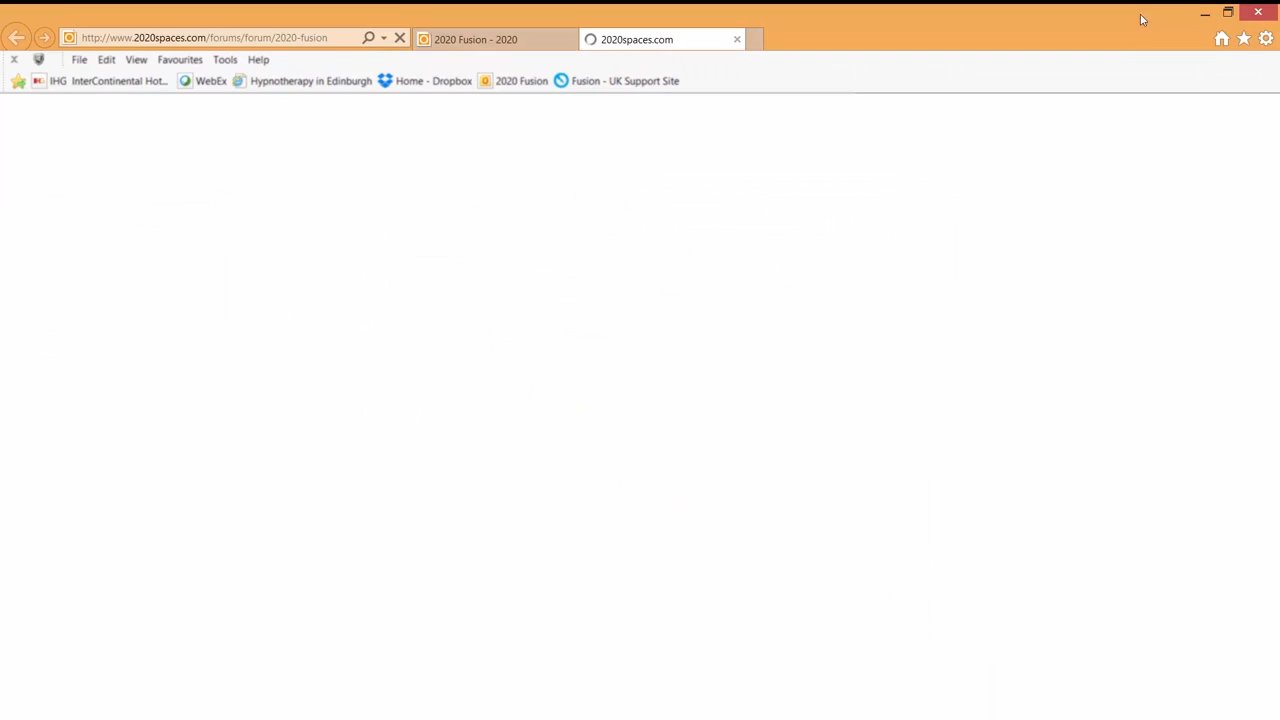 http://www.2020spaces.com/forums/forum/2020-fusion
2020 Fusion - 2020
2020spaces.com
File Edit View Favourites Tools Help
IHG InterContinental Hot... WebEx Hypnotherapy in Edinburgh Home - Dropbox 2020 Fusion Fusion - UK Support Site